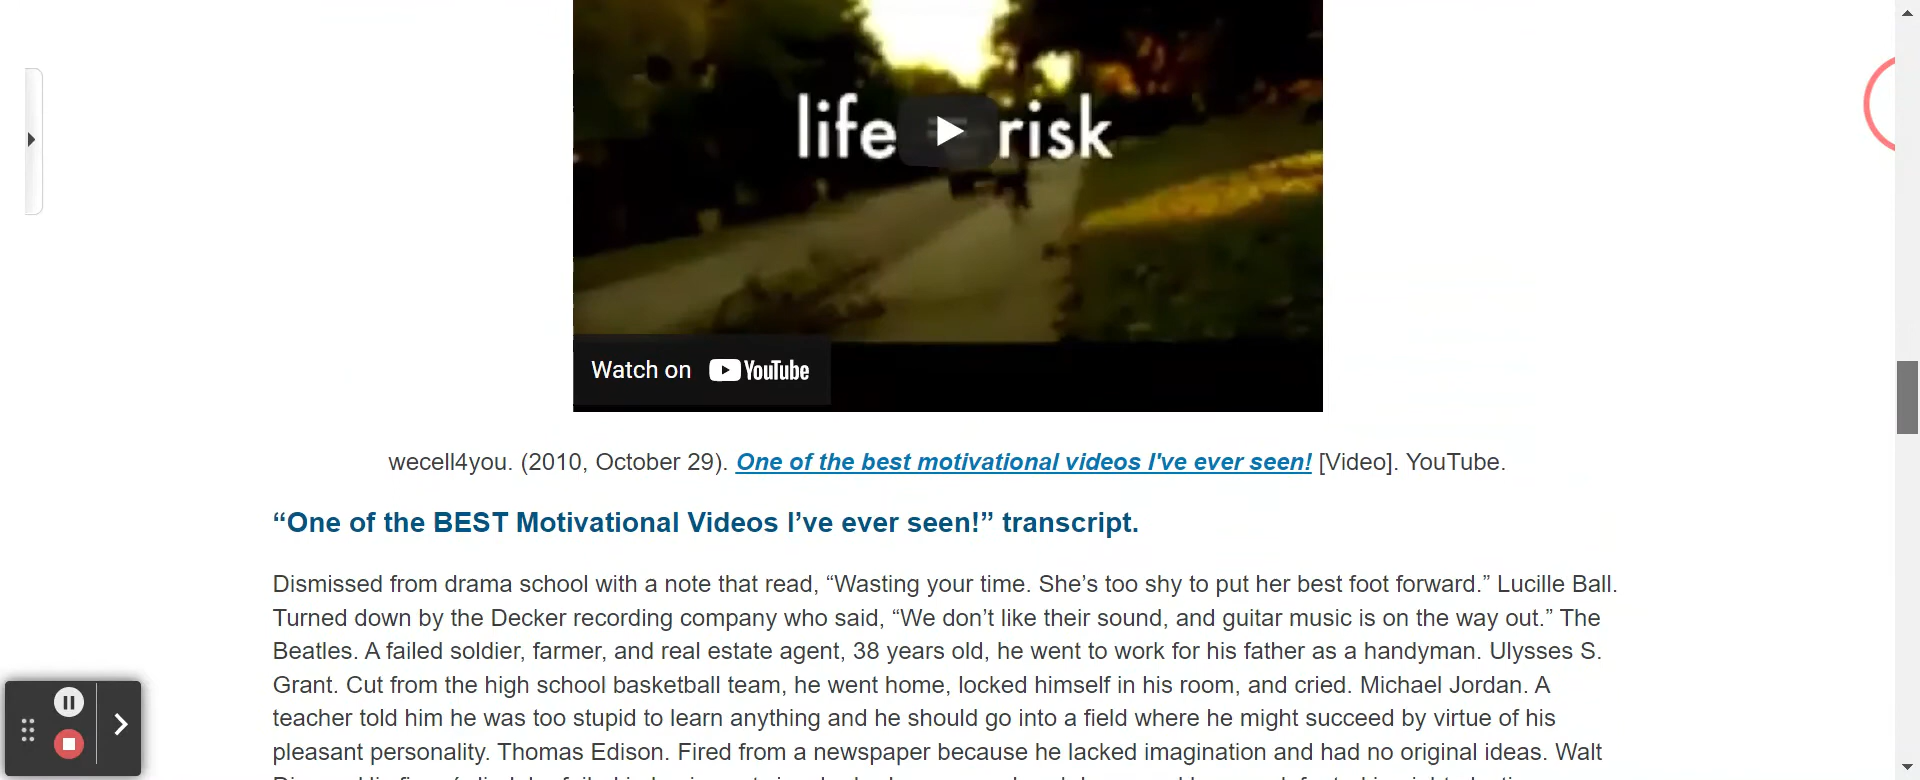 life = risk
Watch on YouTube
wecell4you. (2010, October 29). One of the best motivational videos I've ever seen! [Video]. YouTube.
“One of the BEST Motivational Videos I’ve ever seen!” transcript.
Dismissed from drama school with a note that read, “Wasting your time. She’s too shy to put her best foot forward.” Lucille Ball.
Turned down by the Decker recording company who said, “We don’t like their sound, and guitar music is on the way out.” The
Beatles. A failed soldier, farmer, and real estate agent, 38 years old, he went to work for his father as a handyman. Ulysses S.
Grant. Cut from the high school basketball team, he went home, locked himself in his room, and cried. Michael Jordan. A
teacher told him he was too stupid to learn anything and he should go into a field where he might succeed by virtue of his
pleasant personality. Thomas Edison. Fired from a newspaper because he lacked imagination and had no original ideas. Walt